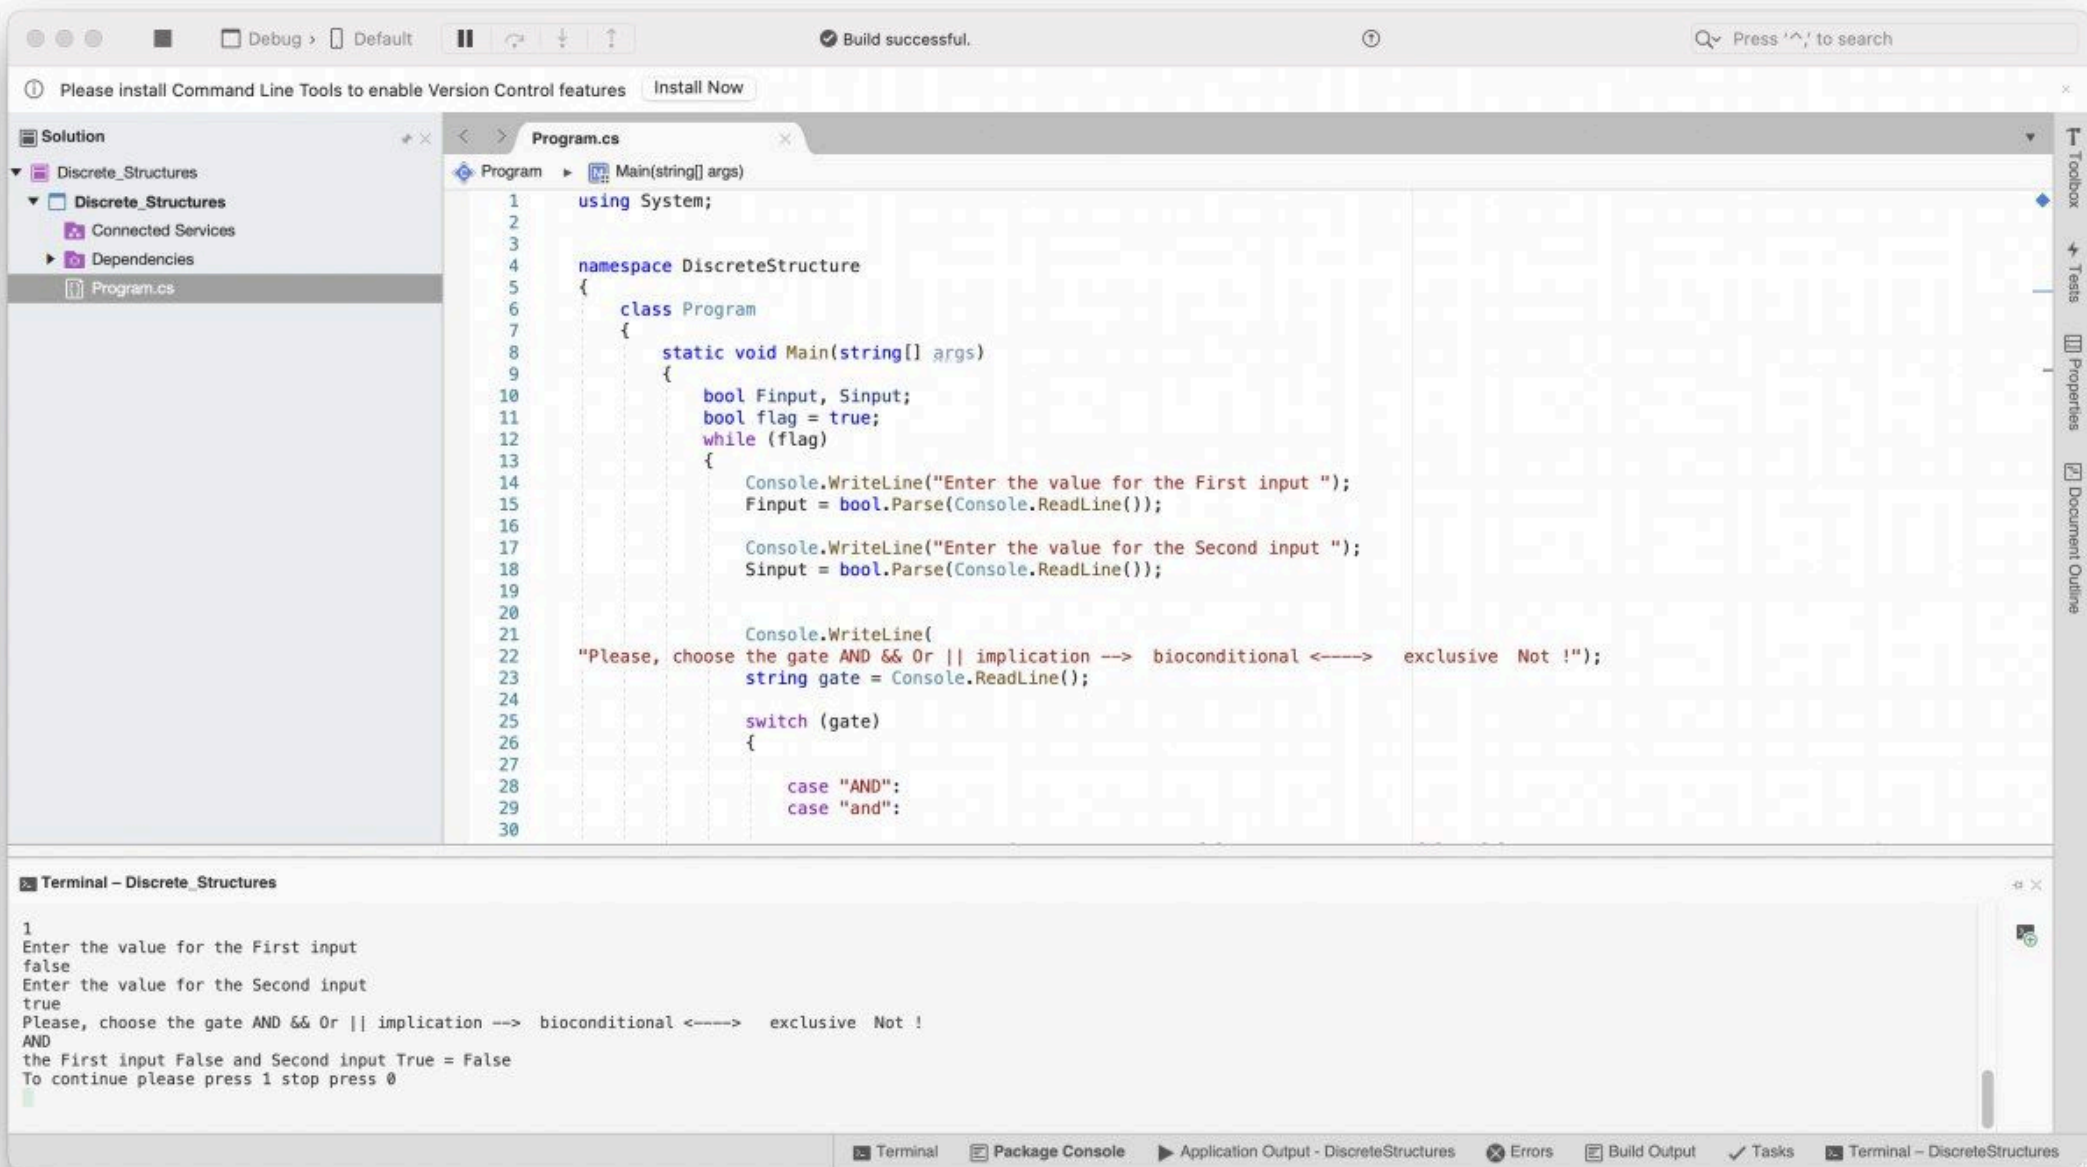 Debug › Default
Build successful.
Press '^,' to search
Please install Command Line Tools to enable Version Control features
Install Now
Solution
Discrete_Structures
Discrete_Structures
Connected Services
Dependencies
Program.cs
Program.cs
Program
Main(string[] args)
1 using System;
2
3
4 namespace DiscreteStructure
5 {
6 class Program
7 {
8 static void Main(string[] args)
9 {
10 bool Finput, Sinput;
11 bool flag = true;
12 while (flag)
13 {
14 Console.WriteLine("Enter the value for the First input ");
15 Finput = bool.Parse(Console.ReadLine());
16
17 Console.WriteLine("Enter the value for the Second input ");
18 Sinput = bool.Parse(Console.ReadLine());
19
20
21 Console.WriteLine(
22 "Please, choose the gate AND && Or || implication -->  bioconditional <---->   exclusive  Not !");
23 string gate = Console.ReadLine();
24
25 switch (gate)
26 {
27
28 case "AND":
29 case "and":
30
Toolbox
Tests
Properties
Document Outline
Terminal – Discrete_Structures
1
Enter the value for the First input
false
Enter the value for the Second input
true
Please, choose the gate AND && Or || implication -->  bioconditional <---->   exclusive  Not !
AND
the First input False and Second input True = False
To continue please press 1 stop press 0
Terminal
Package Console
Application Output - DiscreteStructures
Errors
Build Output
Tasks
Terminal – DiscreteStructures